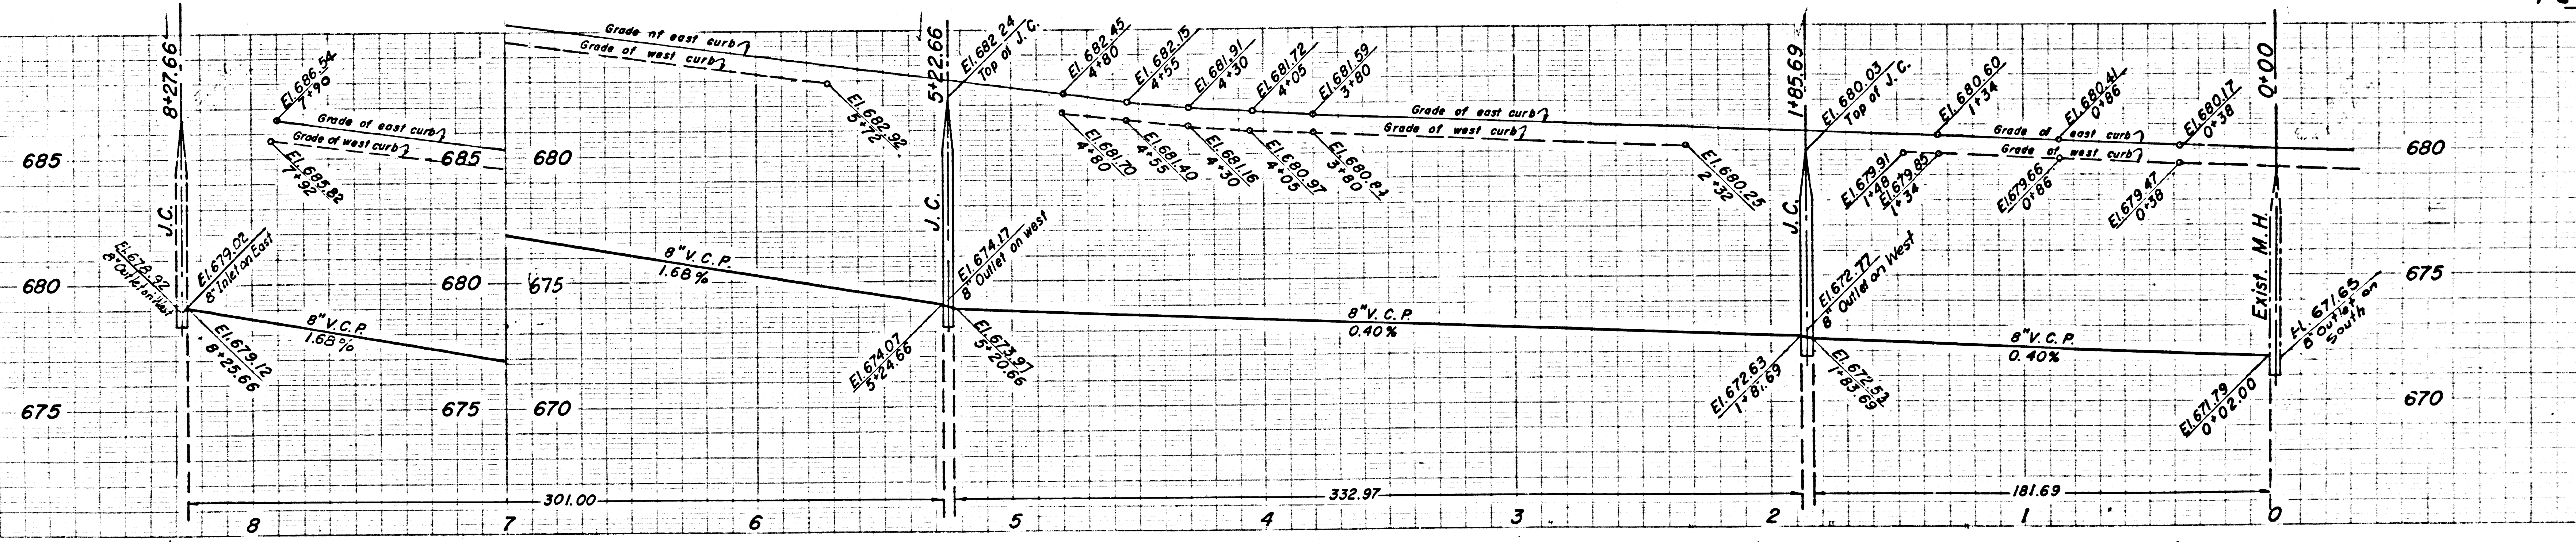 8+27.66
J.C.
El.686.54
7+90
Grade of east curb
Grade of west curb
El.685.82
7+92
El.678.92
8" Outlet on West
El.679.02
8" Inlet on East
El.679.12
8+25.66
8" V.C.P.
1.68%
685
680
675
685
680
675
680
675
670
Grade of east curb
Grade of west curb
El.682.92
5+72
8" V.C.P.
1.68%
5+22.66
J.C.
El.682.24
Top of J.C.
El.674.17
8" Outlet on west
El.674.07
5+24.66
El.673.97
5+20.66
El.682.45
4+80
El.682.15
4+55
El.681.91
4+30
El.681.72
4+05
El.681.59
3+80
El.681.70
4+80
El.681.40
4+55
El.681.16
4+30
El.680.97
4+05
El.680.84
3+80
Grade of east curb
Grade of west curb
El.680.25
2+32
8" V.C.P.
0.40%
1+85.69
J.C.
El.680.03
Top of J.C.
El.672.77
8" Outlet on West
El.672.63
1+81.69
El.672.53
1+83.69
El.680.60
1+34
El.680.41
0+86
El.680.17
0+38
Grade of east curb
Grade of west curb
El.679.91
1+48
El.679.85
1+34
El.679.66
0+86
El.679.47
0+38
8" V.C.P.
0.40%
0+00
Exist. M.H.
El.671.65
8" Outlet on
South
El.671.79
0+02.00
680
675
670
301.00
332.97
181.69
8 7 6 5 4 3 2 1 0